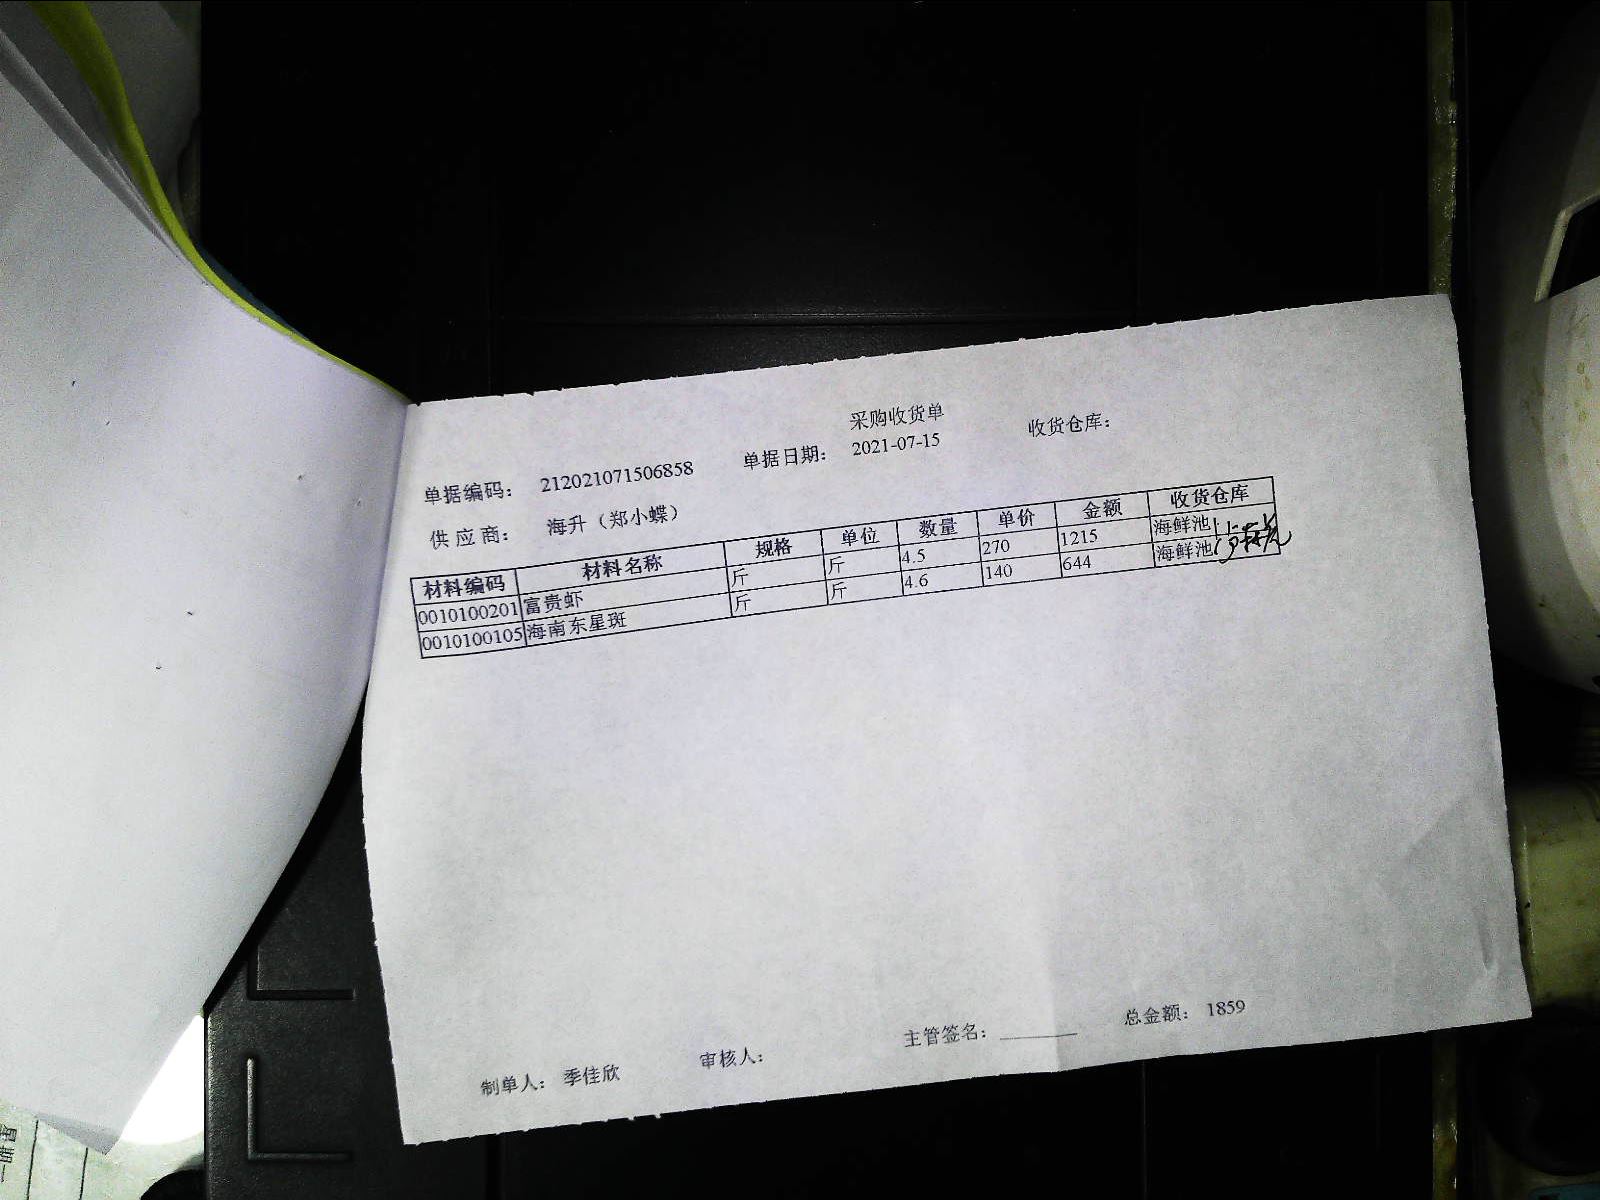 采购收货单
单据编码： 212021071506858 单据日期： 2021-07-15 收货仓库：
供应商： 海升（郑小蝶）
材料编码 材料名称 规格 单位 数量 单价 金额 收货仓库
0010100201 富贵虾 斤 斤 4.5 270 1215 海鲜池
0010100105 海南东星斑 斤 斤 4.6 140 644 海鲜池
制单人： 季佳欣 审核人： 主管签名： 总金额： 1859